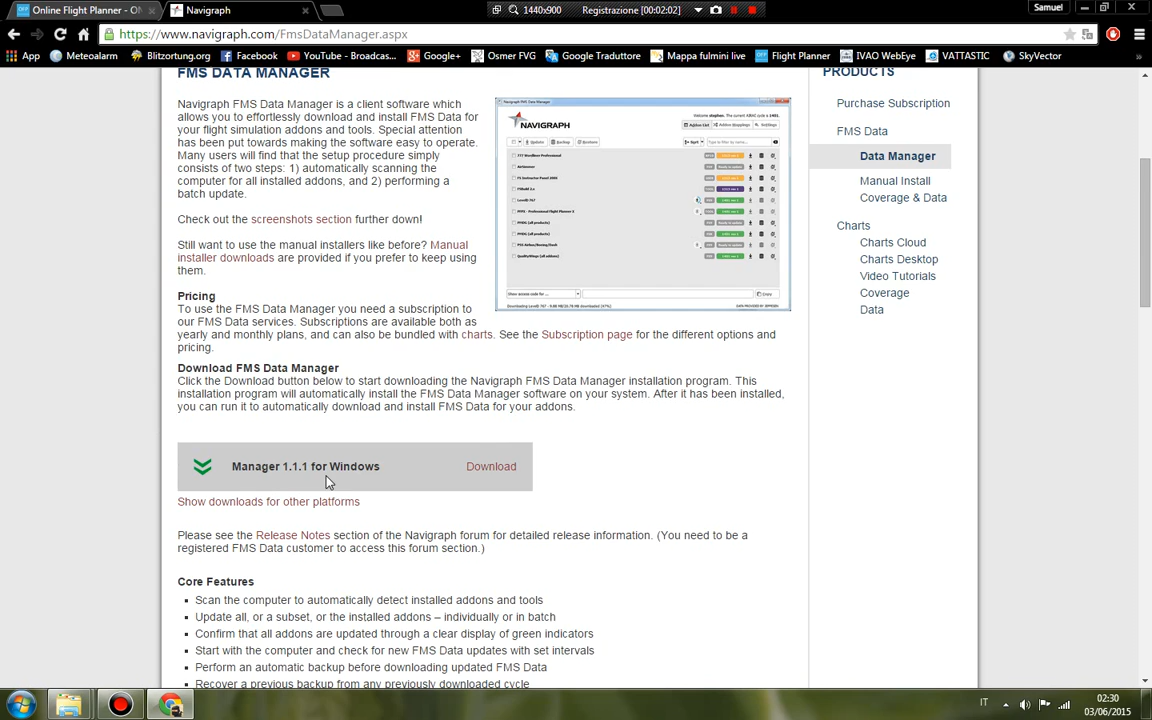 Online Flight Planner - ON
Navigraph
1440x900
Registrazione [00:02:02]
Samuel
https://www.navigraph.com/FmsDataManager.aspx
App
Meteoalarm
Blitzortung.org
Facebook
YouTube - Broadcas...
Google+
Osmer FVG
Google Traduttore
Mappa fulmini live
Flight Planner
IVAO WebEye
VATTASTIC
SkyVector
FMS DATA MANAGER
Navigraph FMS Data Manager is a client software which
allows you to effortlessly download and install FMS Data for
your flight simulation addons and tools. Special attention
has been put towards making the software easy to operate.
Many users will find that the setup procedure simply
consists of two steps: 1) automatically scanning the
computer for all installed addons, and 2) performing a
batch update.
Check out the screenshots section further down!
Still want to use the manual installers like before? Manual
installer downloads are provided if you prefer to keep using
them.
NAVIGRAPH
Pricing
To use the FMS Data Manager you need a subscription to
our FMS Data services. Subscriptions are available both as
yearly and monthly plans, and can also be bundled with charts. See the Subscription page for the different options and
pricing.
Download FMS Data Manager
Click the Download button below to start downloading the Navigraph FMS Data Manager installation program. This
installation program will automatically install the FMS Data Manager software on your system. After it has been installed,
you can run it to automatically download and install FMS Data for your addons.
Manager 1.1.1 for Windows
Download
Show downloads for other platforms
Please see the Release Notes section of the Navigraph forum for detailed release information. (You need to be a
registered FMS Data customer to access this forum section.)
Core Features
Scan the computer to automatically detect installed addons and tools
Update all, or a subset, or the installed addons – individually or in batch
Confirm that all addons are updated through a clear display of green indicators
Start with the computer and check for new FMS Data updates with set intervals
Perform an automatic backup before downloading updated FMS Data
Recover a previous backup from any previously downloaded cycle
PRODUCTS
Purchase Subscription
FMS Data
Data Manager
Manual Install
Coverage & Data
Charts
Charts Cloud
Charts Desktop
Video Tutorials
Coverage
Data
IT
02:30
03/06/2015